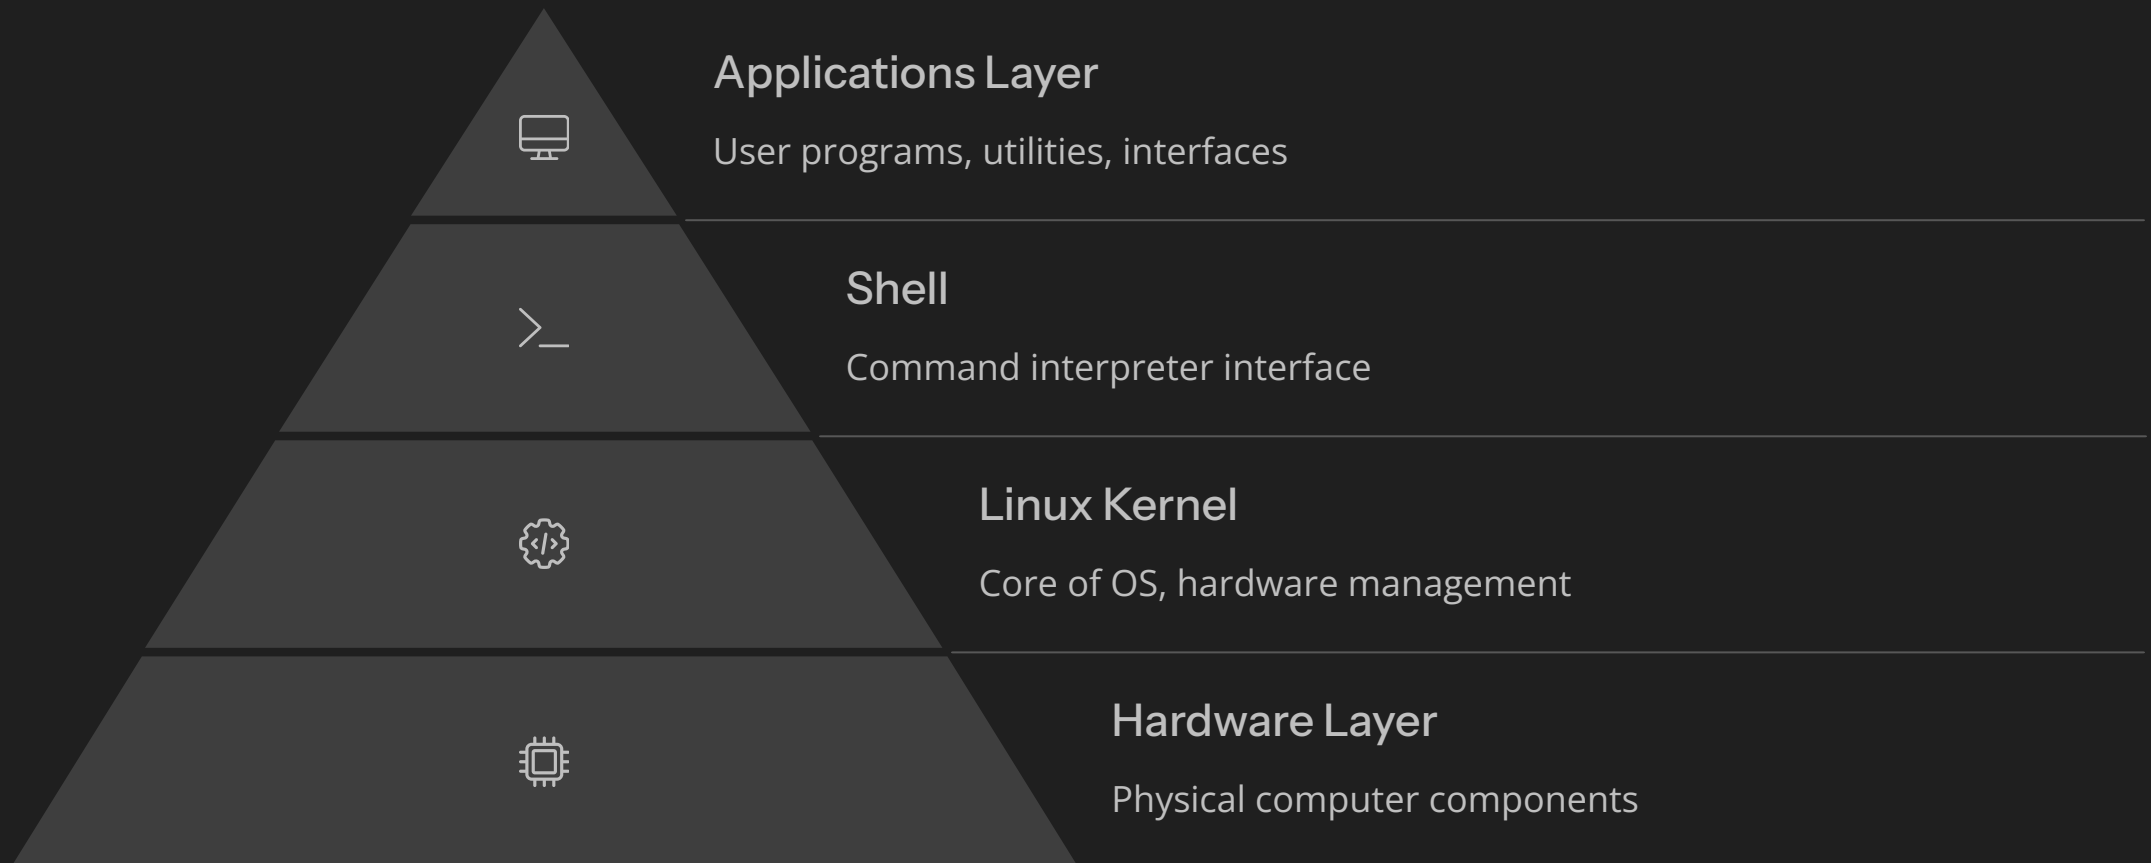 Applications Layer
User programs, utilities, interfaces
Shell
Command interpreter interface
Linux Kernel
Core of OS, hardware management
Hardware Layer
Physical computer components